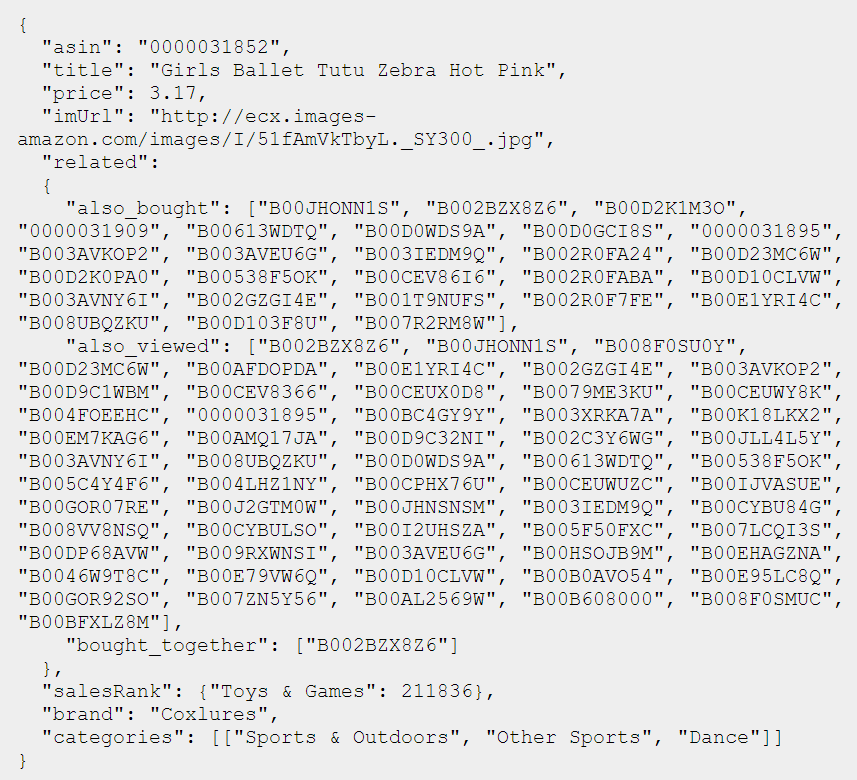 {
"asin": "0000031852",
"title": "Girls Ballet Tutu Zebra Hot Pink",
"price": 3.17,
"imUrl": "http://ecx.images-
amazon.com/images/I/51fAmVkTbyL._SY300_.jpg",
"related":
{
"also_bought": ["B00JHONN1S", "B002BZX8Z6", "B00D2K1M3O",
"0000031909", "B00613WDTQ", "B00D0WDS9A", "B00D0GCI8S", "0000031895",
"B003AVKOP2", "B003AVEU6G", "B003IEDM9Q", "B002R0FA24", "B00D23MC6W",
"B00D2K0PA0", "B00538F5OK", "B00CEV86I6", "B002R0FABA", "B00D10CLVW",
"B003AVNY6I", "B002GZGI4E", "B001T9NUFS", "B002R0F7FE", "B00E1YRI4C",
"B008UBQZKU", "B00D103F8U", "B007R2RM8W"],
"also_viewed": ["B002BZX8Z6", "B00JHONN1S", "B008F0SU0Y",
"B00D23MC6W", "B00AFDOPDA", "B00E1YRI4C", "B002GZGI4E", "B003AVKOP2",
"B00D9C1WBM", "B00CEV8366", "B00CEUX0D8", "B0079ME3KU", "B00CEUWY8K",
"B004FOEEHC", "0000031895", "B00BC4GY9Y", "B003XRKA7A", "B00K18LKX2",
"B00EM7KAG6", "B00AMQ17JA", "B00D9C32NI", "B002C3Y6WG", "B00JLL4L5Y",
"B003AVNY6I", "B008UBQZKU", "B00D0WDS9A", "B00613WDTQ", "B00538F5OK",
"B005C4Y4F6", "B004LHZ1NY", "B00CPHX76U", "B00CEUWUZC", "B00IJVASUE",
"B00GOR07RE", "B00J2GTM0W", "B00JHNSNSM", "B003IEDM9Q", "B00CYBU84G",
"B008VV8NSQ", "B00CYBULSO", "B00I2UHSZA", "B005F50FXC", "B007LCQI3S",
"B00DP68AVW", "B009RXWNSI", "B003AVEU6G", "B00HSOJB9M", "B00EHAGZNA",
"B0046W9T8C", "B00E79VW6Q", "B00D10CLVW", "B00B0AVO54", "B00E95LC8Q",
"B00GOR92SO", "B007ZN5Y56", "B00AL2569W", "B00B608000", "B008F0SMUC",
"B00BFXLZ8M"],
"bought_together": ["B002BZX8Z6"]
},
"salesRank": {"Toys & Games": 211836},
"brand": "Coxlures",
"categories": [["Sports & Outdoors", "Other Sports", "Dance"]]
}